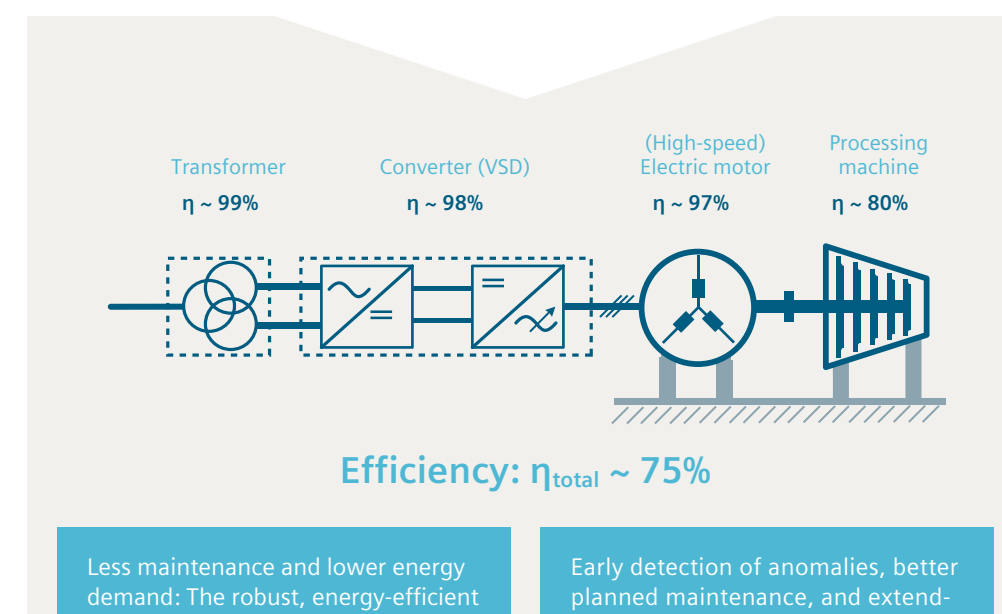 Transformer
η ~ 99%
Converter (VSD)
η ~ 98%
(High-speed)
Electric motor
η ~ 97%
Processing
machine
η ~ 80%
Efficiency: ηtotal ~ 75%
Less maintenance and lower energy
demand: The robust, energy-efficient
Early detection of anomalies, better
planned maintenance, and extend-